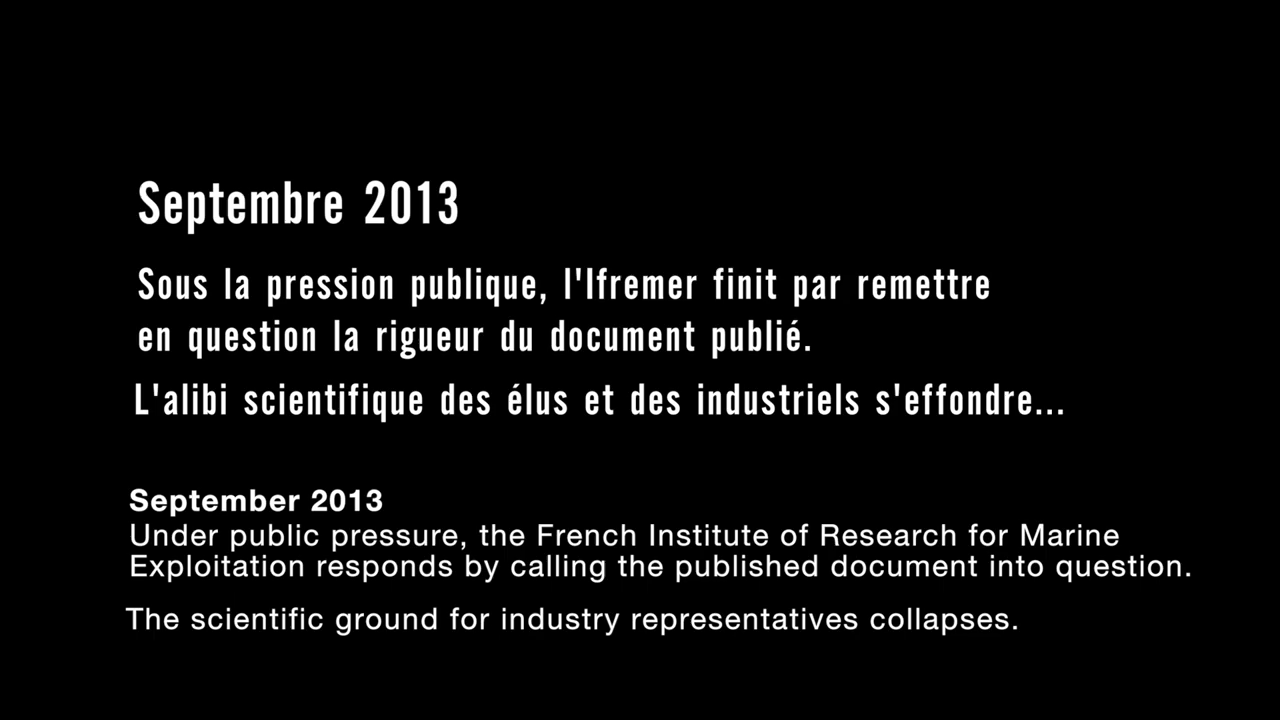 Septembre 2013
Sous la pression publique, l'Ifremer finit par remettre
en question la rigueur du document publié.
L'alibi scientifique des élus et des industriels s'effondre...
September 2013
Under public pressure, the French Institute of Research for Marine
Exploitation responds by calling the published document into question.
The scientific ground for industry representatives collapses.